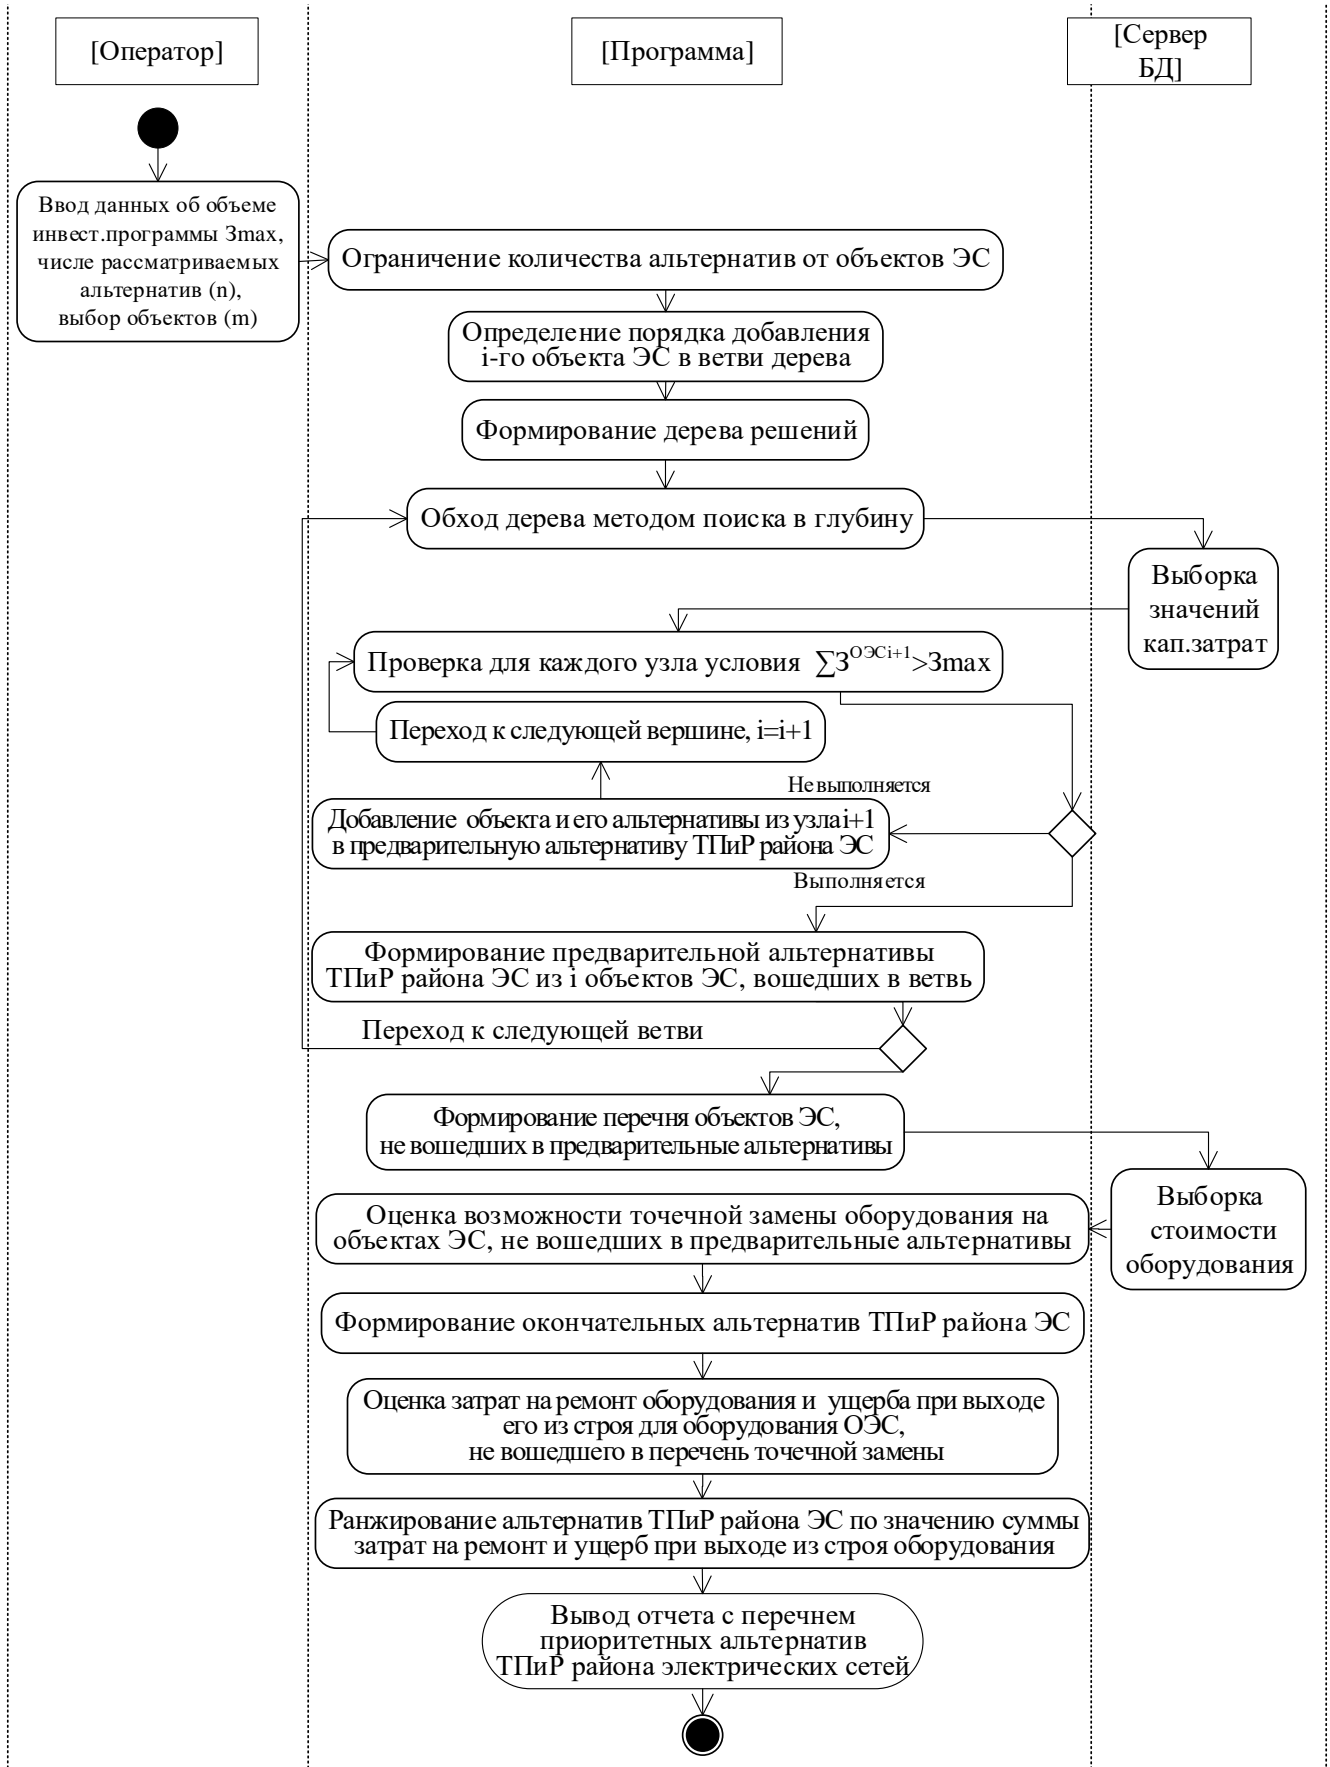 [Оператор]
[Программа]
[Сервер
БД]
Ввод данных об объеме
инвест.программы Зmax,
числе рассматриваемых
альтернатив (n),
выбор объектов (m)
Ограничение количества альтернатив от объектов ЭС
Определение порядка добавления
i-го объекта ЭС в ветви дерева
Формирование дерева решений
Обход дерева методом поиска в глубину
Выборка
значений
кап.затрат
Проверка для каждого узла условия ∑З^ОЭСi+1>Зmax
Переход к следующей вершине, i=i+1
Не выполняется
Добавление объекта и его альтернативы из узла i+1
в предварительную альтернативу ТПиР района ЭС
Выполняется
Формирование предварительной альтернативы
ТПиР района ЭС из i объектов ЭС, вошедших в ветвь
Переход к следующей ветви
Формирование перечня объектов ЭС,
не вошедших в предварительные альтернативы
Выборка
стоимости
оборудования
Оценка возможности точечной замены оборудования на
объектах ЭС, не вошедших в предварительные альтернативы
Формирование окончательных альтернатив ТПиР района ЭС
Оценка затрат на ремонт оборудования и ущерба при выходе
его из строя для оборудования ОЭС,
не вошедшего в перечень точечной замены
Ранжирование альтернатив ТПиР района ЭС по значению суммы
затрат на ремонт и ущерб при выходе из строя оборудования
Вывод отчета с перечнем
приоритетных альтернатив
ТПиР района электрических сетей